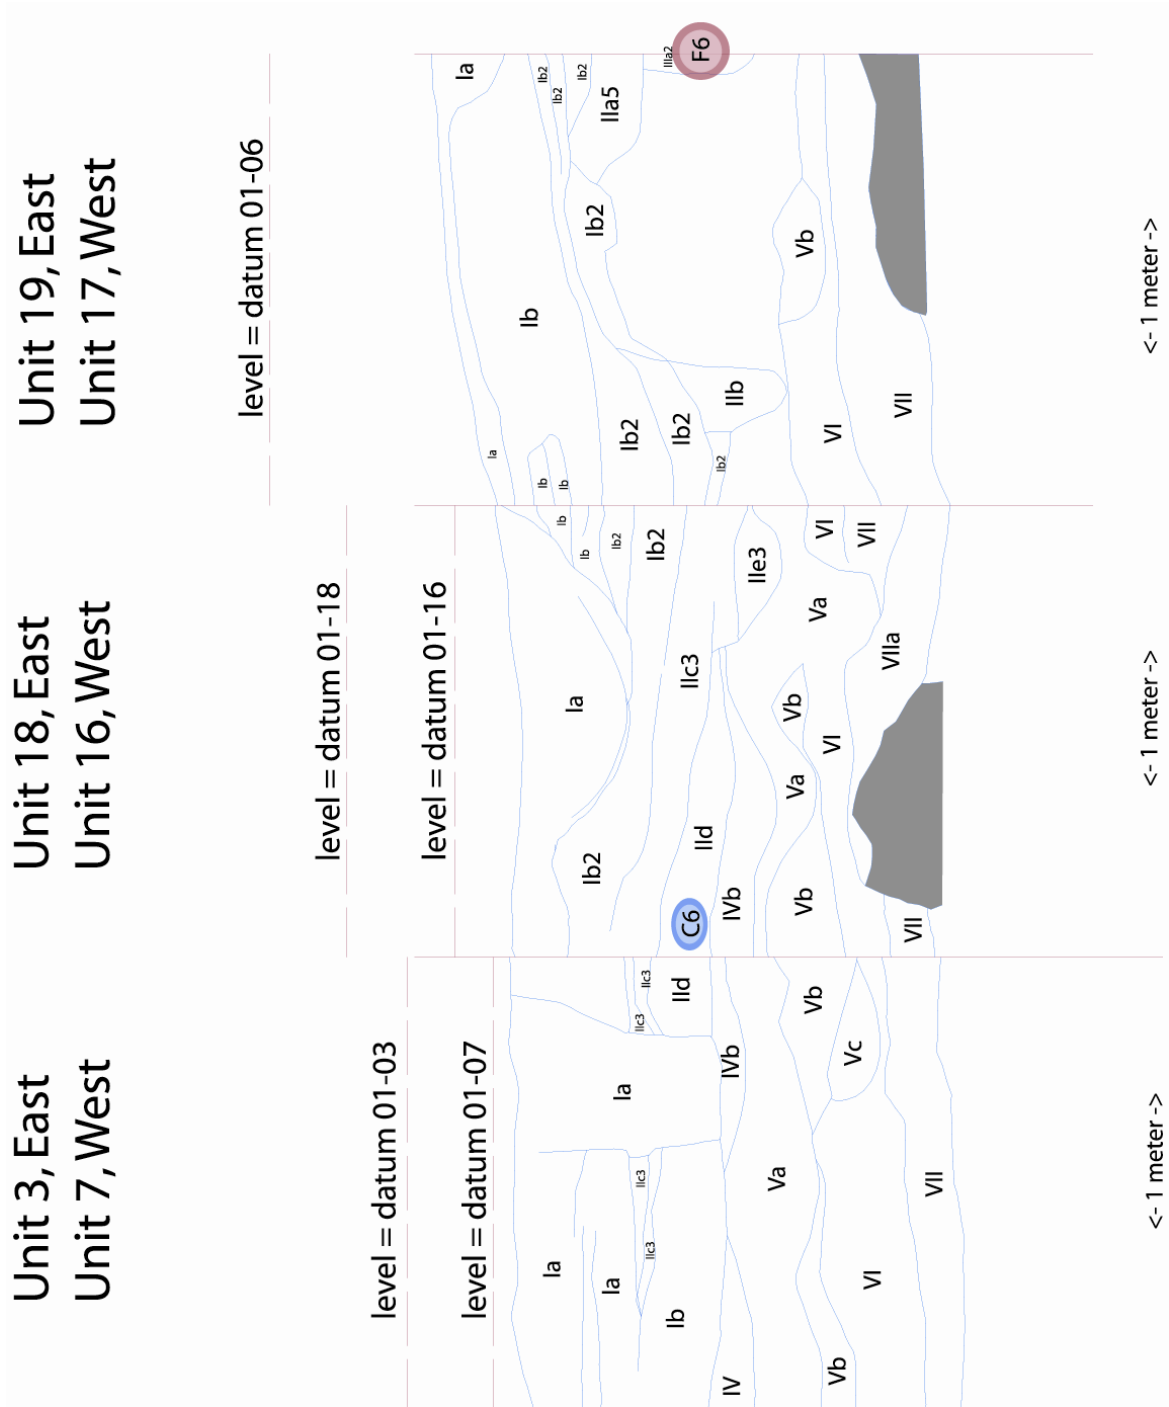 Unit 3, East
Unit 7, West
level = datum 01-03
level = datum 01-07
Ia
Ia
Ia
IIc3
IIc3
IIc3
IIc3
IId
Ib
IV
IVb
Va
Vb
Vb
Vc
VI
VII
<- 1 meter ->
Unit 18, East
Unit 16, West
level = datum 01-18
level = datum 01-16
Ia
Ib
Ib
Ib2
Ib2
Ib2
IIc3
IId
C6
IVb
IIe3
Vb
Va
Vb
Va
VI
VI
VII
VIIa
VII
<- 1 meter ->
Unit 19, East
Unit 17, West
level = datum 01-06
Ia
Ia
Ib
Ib
Ib
Ib2
Ib2
Ib2
IIa5
Ib2
Ib2
Ib2
Ib2
IIIa2
F6
IIb
Vb
VI
VII
<- 1 meter ->